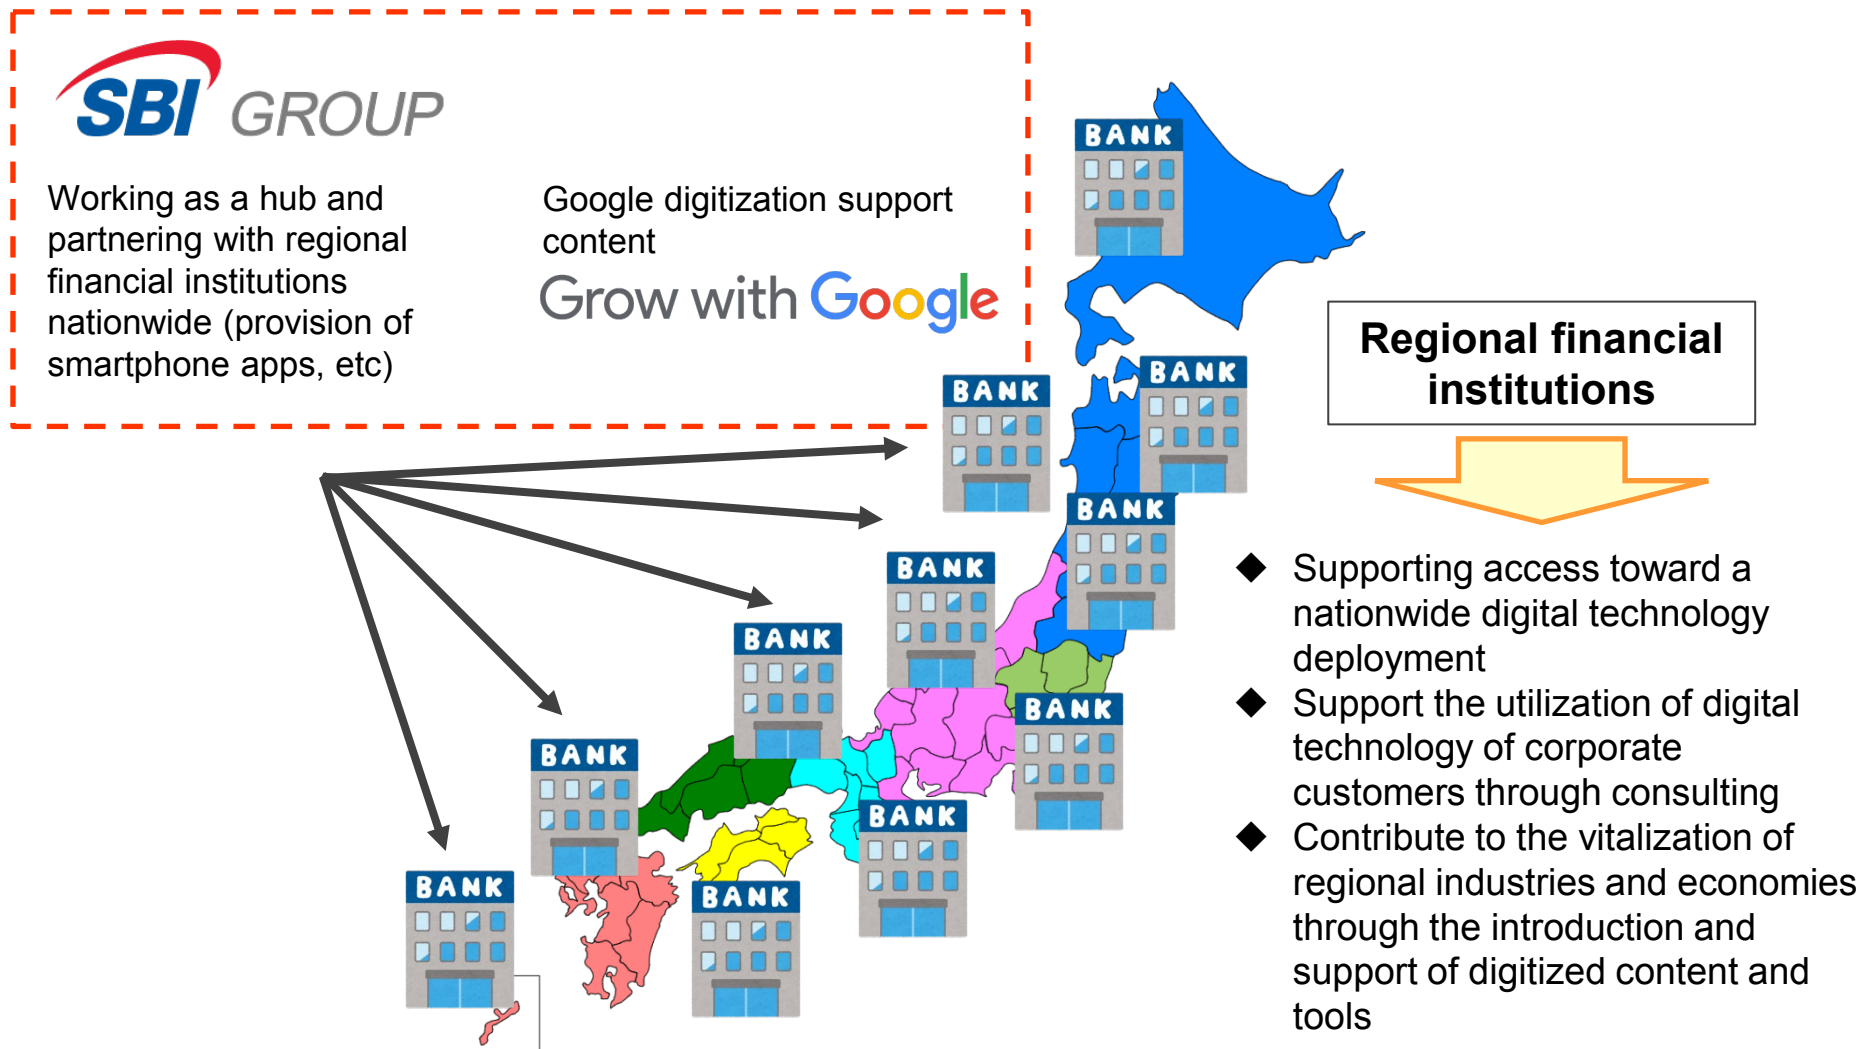 SBI GROUP
Working as a hub and
partnering with regional
financial institutions
nationwide (provision of
smartphone apps, etc)
Google digitization support
content
Grow with Google
BANK
BANK
BANK
BANK
BANK
BANK
BANK
BANK
BANK
BANK
BANK
Regional financial
institutions
◆ Supporting access toward a
nationwide digital technology
deployment
◆ Support the utilization of digital
technology of corporate
customers through consulting
◆ Contribute to the vitalization of
regional industries and economies
through the introduction and
support of digitized content and
tools